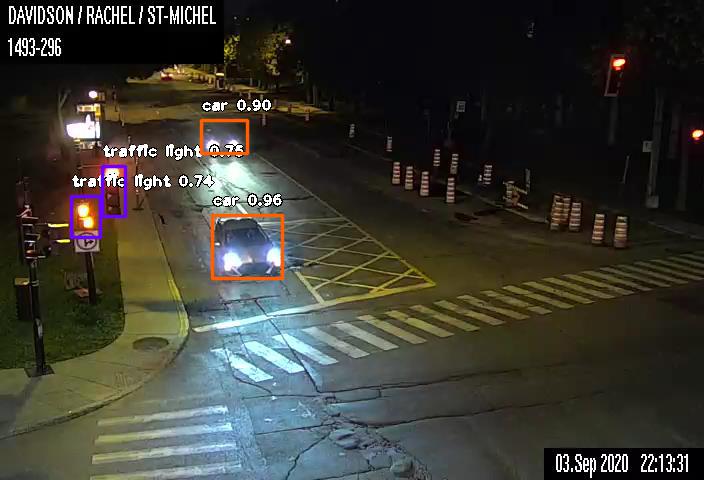 DAVIDSON / RACHEL / ST-MICHEL
1493-296
car 0.90
traffic light 0.75
traffic light 0.74
car 0.96
03.Sep 2020 22:13:31